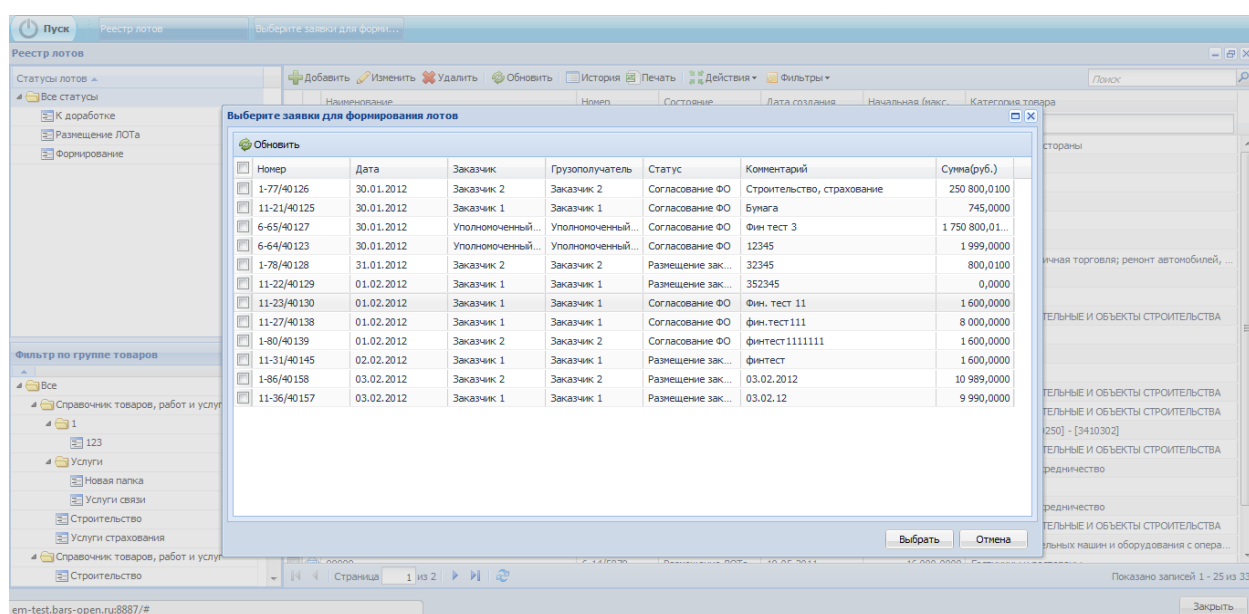 Пуск
Реестр лотов
Выберите заявки для форми...
Реестр лотов
Статусы лотов
Добавить Изменить Удалить Обновить История Печать Действия Фильтры
Поиск
Все статусы
К доработке
Размещение ЛОТа
Формирование
Наименование Номер Состояние Дата создания Начальная (макс. Категория товара
Выберите заявки для формирования лотов
Обновить
Номер Дата Заказчик Грузополучатель Статус Комментарий Сумма(руб.)
1-77/40126 30.01.2012 Заказчик 2 Заказчик 2 Согласование ФО Строительство, страхование 250 800,0100
11-21/40125 30.01.2012 Заказчик 1 Заказчик 1 Согласование ФО Бумага 745,0000
6-65/40127 30.01.2012 Уполномоченный... Уполномоченный... Согласование ФО Фин тест 3 1 750 800,01...
6-64/40123 30.01.2012 Уполномоченный... Уполномоченный... Согласование ФО 12345 1 999,0000
1-78/40128 31.01.2012 Заказчик 2 Заказчик 2 Размещение зак... 32345 800,0100
11-22/40129 01.02.2012 Заказчик 1 Заказчик 1 Размещение зак... 352345 0,0000
11-23/40130 01.02.2012 Заказчик 1 Заказчик 1 Согласование ФО Фин. тест 11 1 600,0000
11-27/40138 01.02.2012 Заказчик 1 Заказчик 1 Согласование ФО фин.тест111 8 000,0000
1-80/40139 01.02.2012 Заказчик 2 Заказчик 2 Согласование ФО финтест1111111 1 600,0000
11-31/40145 02.02.2012 Заказчик 1 Заказчик 1 Размещение зак... финтест 1 600,0000
1-86/40158 03.02.2012 Заказчик 2 Заказчик 2 Размещение зак... 03.02.2012 10 989,0000
11-36/40157 03.02.2012 Заказчик 1 Заказчик 1 Размещение зак... 03.02.12 9 990,0000
Выбрать Отмена
стораны
ичная торговля; ремонт автомобилей, ...
ТЕЛЬНЫЕ И ОБЪЕКТЫ СТРОИТЕЛЬСТВА
ТЕЛЬНЫЕ И ОБЪЕКТЫ СТРОИТЕЛЬСТВА
ТЕЛЬНЫЕ И ОБЪЕКТЫ СТРОИТЕЛЬСТВА
250] - [3410302]
ТЕЛЬНЫЕ И ОБЪЕКТЫ СТРОИТЕЛЬСТВА
редничество
редничество
ТЕЛЬНЫЕ И ОБЪЕКТЫ СТРОИТЕЛЬСТВА
ельных машин и оборудования с опера...
Фильтр по группе товаров
Все
Справочник товаров, работ и услуг
1
123
Услуги
Новая папка
Услуги связи
Строительство
Услуги страхования
Справочник товаров, работ и услуг
Строительство
Страница 1 из 2
Показано записей 1 - 25 из 33
em-test.bars-open.ru:8887/#
Закрыть